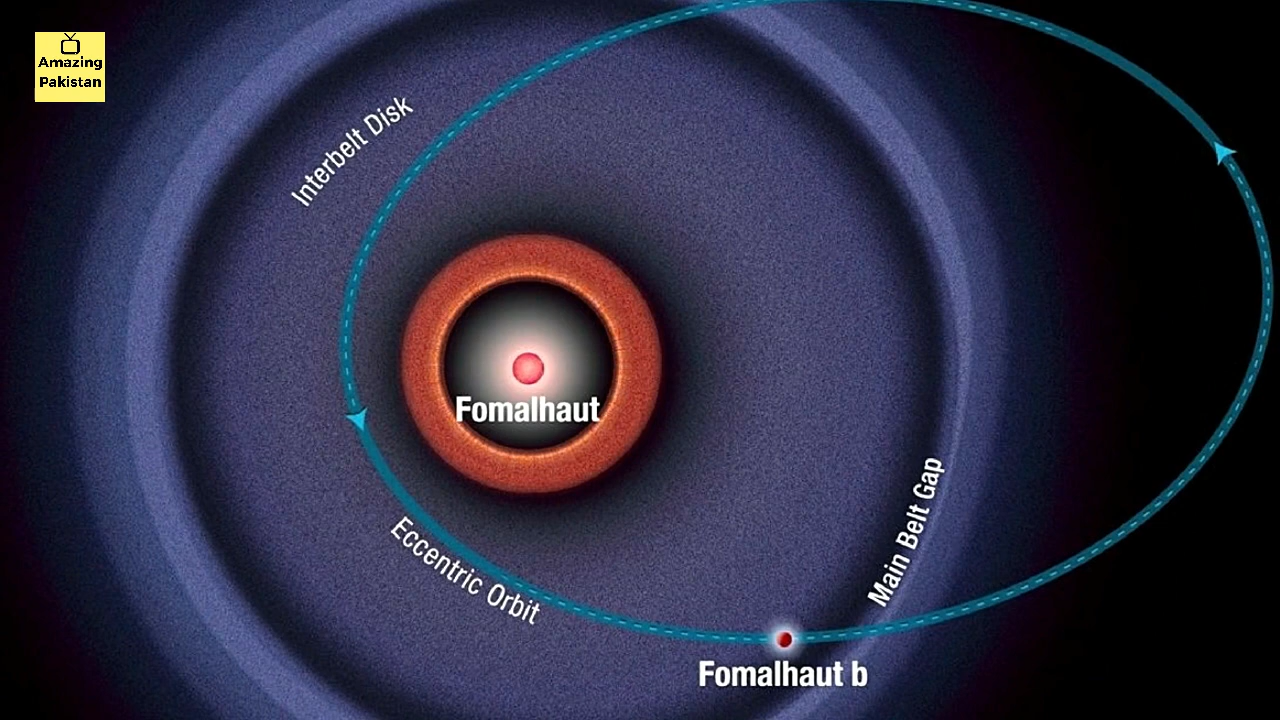 Amazing
Pakistan
Interbelt Disk
Fomalhaut
Main Belt Gap
Eccentric Orbit
Fomalhaut b